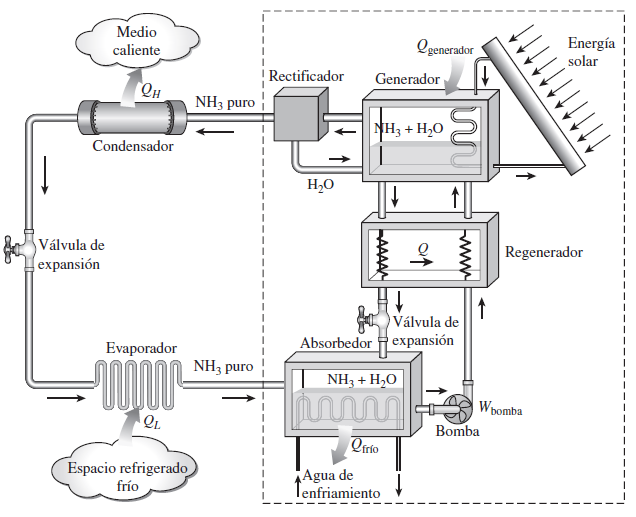 Medio
caliente
Q_H
Condensador
NH₃ puro
Rectificador
H₂O
Generador
Q_generador
NH₃ + H₂O
Energía
solar
Válvula de
expansión
Q
Regenerador
Válvula de
expansión
Evaporador
NH₃ puro
Q_L
Espacio refrigerado
frío
Absorbedor
NH₃ + H₂O
Q_frío
Agua de
enfriamiento
Bomba
W_bomba